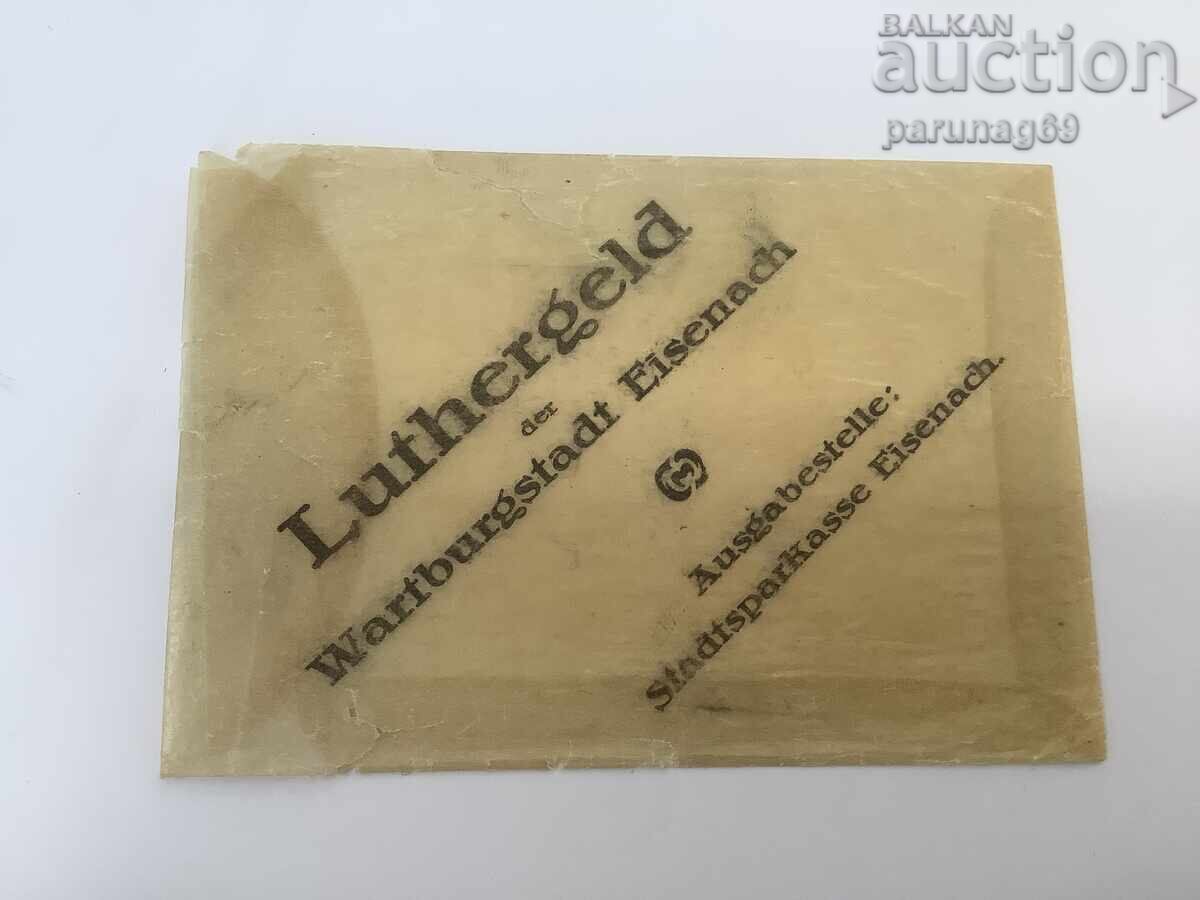 BALKAN
auction
parunag69
Luthergeld
der
Wartburgstadt Eisenach
Ausgabestelle:
Stadtsparkasse Eisenach.